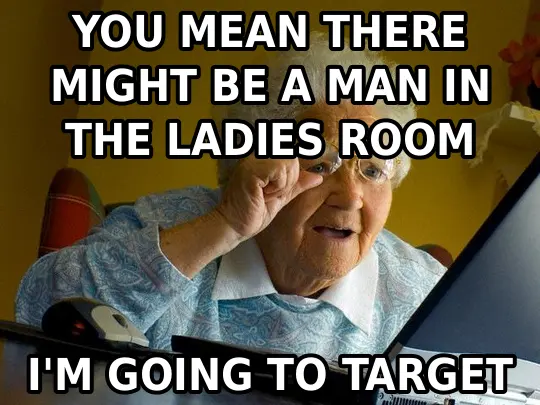 YOU MEAN THERE
MIGHT BE A MAN IN
THE LADIES ROOM
I'M GOING TO TARGET